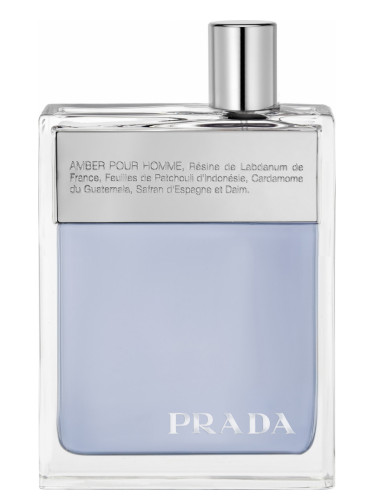 AMBER POUR HOMME, Résine de Labdanum de
France, Feuilles de Patchouli d'Indonésie, Cardamome
du Guatemala, Safran d'Espagne et Daim.
PRADA